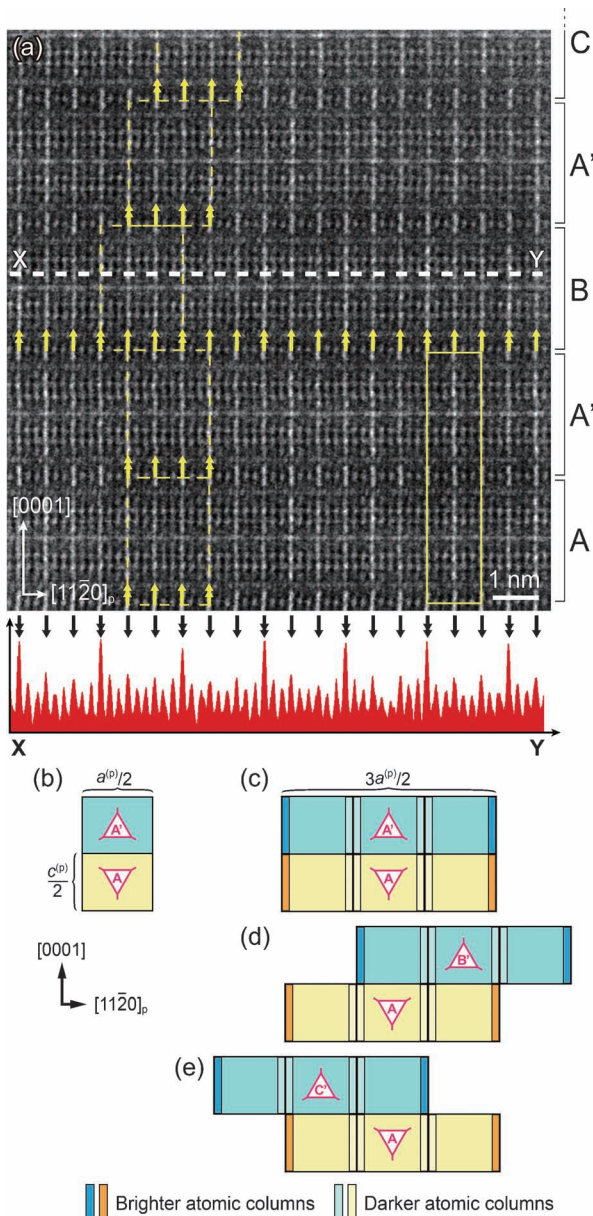 (a)
C
A'
X Y
B
A'
[0001]
[112̄0]ₚ
1 nm
A
X Y
(b)
a⁽ᵖ⁾/2
A'
A
c⁽ᵖ⁾
2
(c)
3a⁽ᵖ⁾/2
A'
A
[0001]
[112̄0]ₚ
(d)
B'
A
(e)
C'
A
Brighter atomic columns
Darker atomic columns